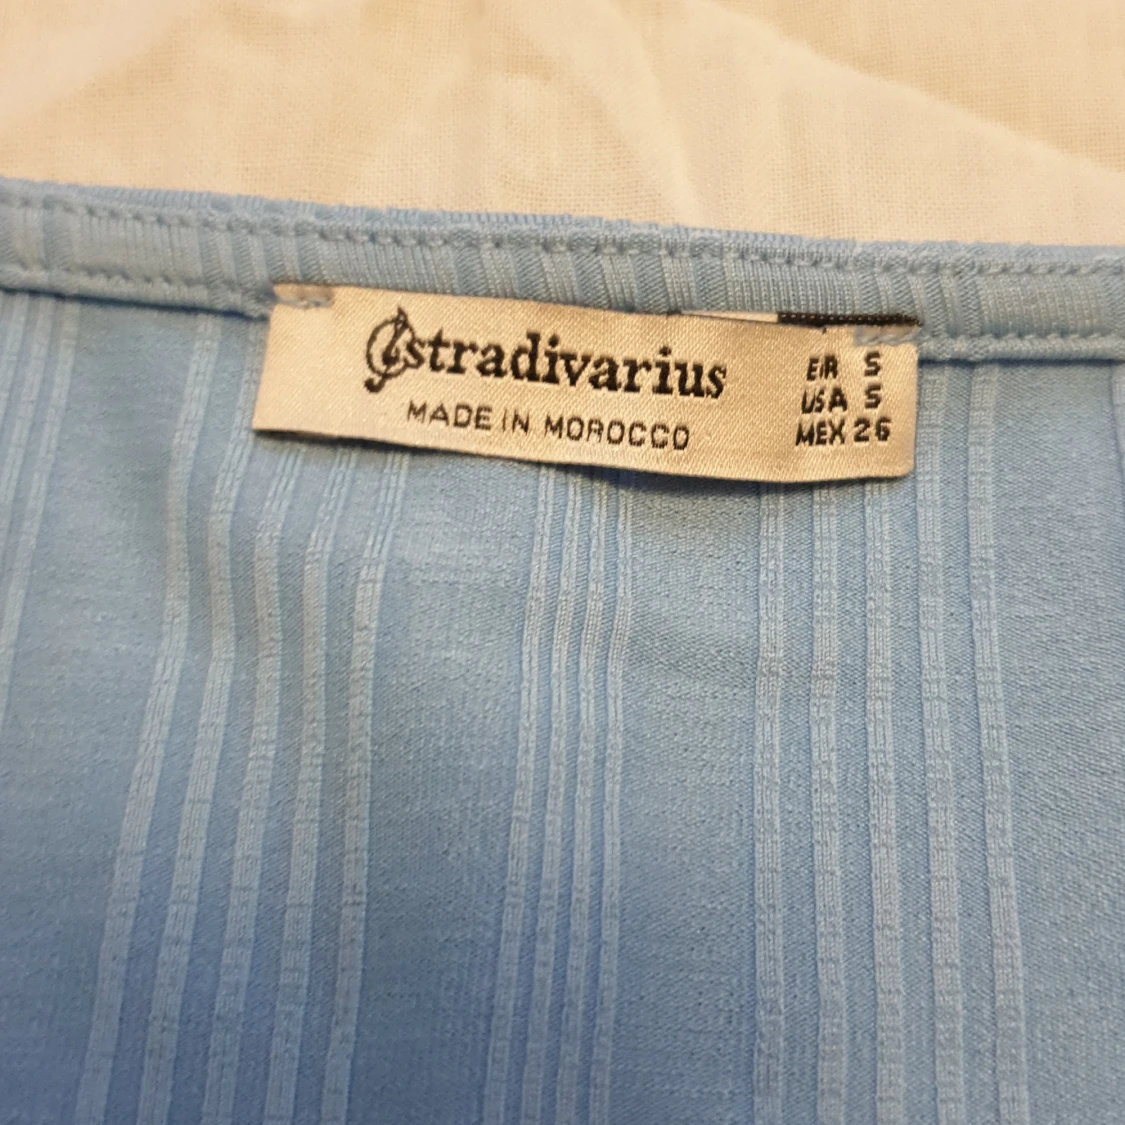 stradivarius
MADE IN MOROCCO
EUR S
USA S
MEX 26